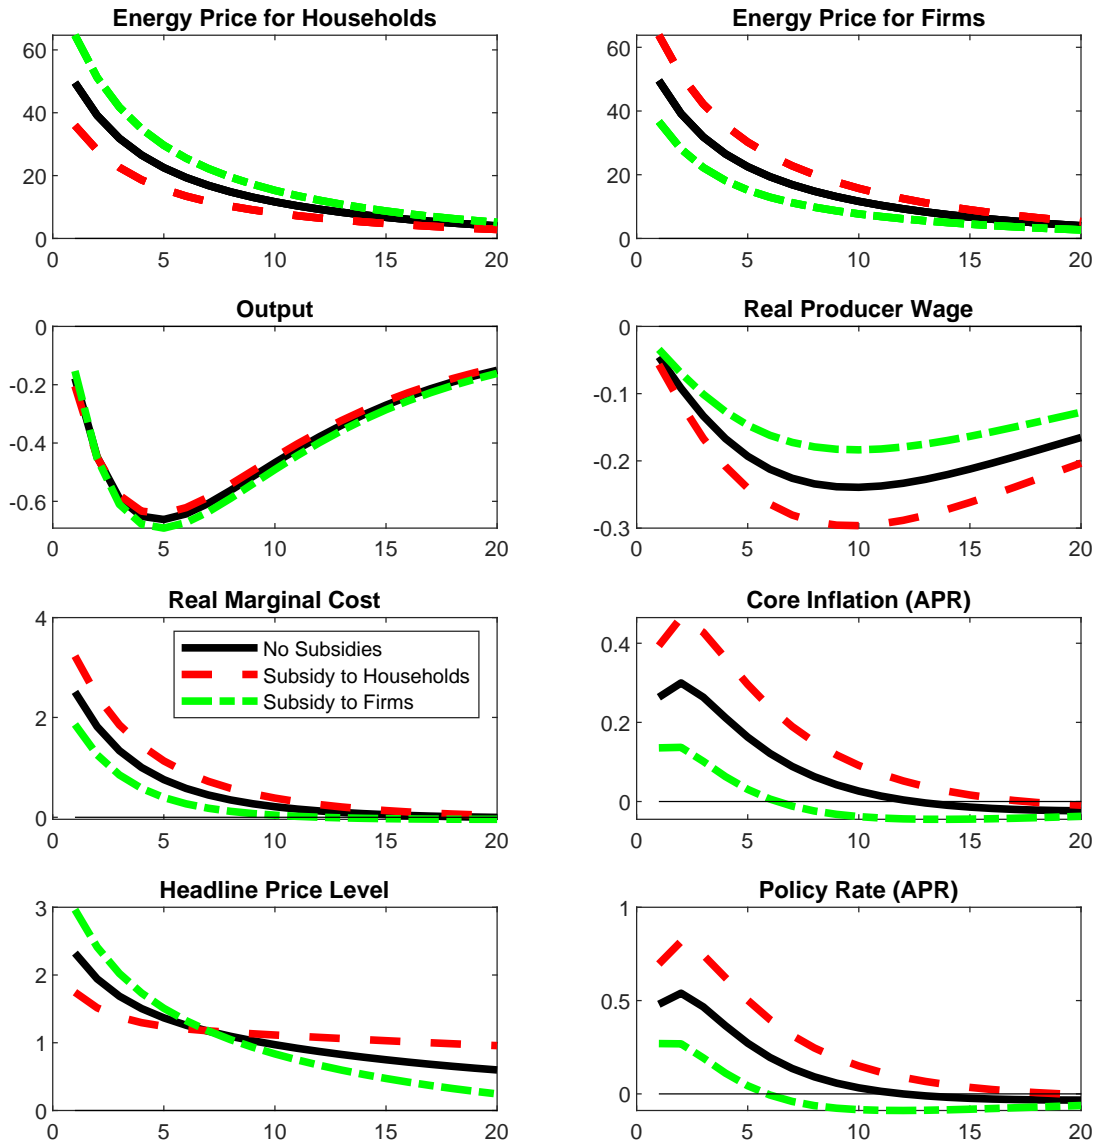 Energy Price for Households
60
40
20
0
0 5 10 15 20
Energy Price for Firms
60
40
20
0
0 5 10 15 20
Output
0
-0.2
-0.4
-0.6
0 5 10 15 20
Real Producer Wage
0
-0.1
-0.2
-0.3
0 5 10 15 20
Real Marginal Cost
4
2
0
No Subsidies
Subsidy to Households
Subsidy to Firms
0 5 10 15 20
Core Inflation (APR)
0.4
0.2
0
0 5 10 15 20
Headline Price Level
3
2
1
0
0 5 10 15 20
Policy Rate (APR)
1
0.5
0
0 5 10 15 20